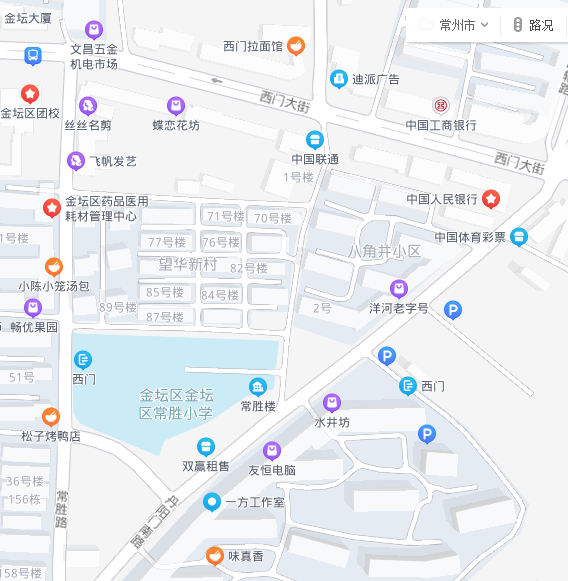 金坛大厦
文昌五金
机电市场
西门拉面馆
常州市
路况
迪派广告
西门大街
金坛区团校
丝丝名剪
蝶恋花坊
中国工商银行
中国联通
飞帆发艺
西门大街
1号楼
金坛区药品医用
耗材管理中心
中国人民银行
71号楼
70号楼
中国体育彩票
1号楼
77号楼
76号楼
八角井小区
望华新村
82号楼
小陈小笼汤包
85号楼
84号楼
89号楼
2号
洋河老字号
87号楼
畅优果园
51号
西门
西门
金坛区金坛
区常胜小学
常胜楼
水井坊
松子烤鸭店
双赢租售
友恒电脑
36号楼
156栋
常胜路
丹阳门南路
一方工作室
味真香
158号楼